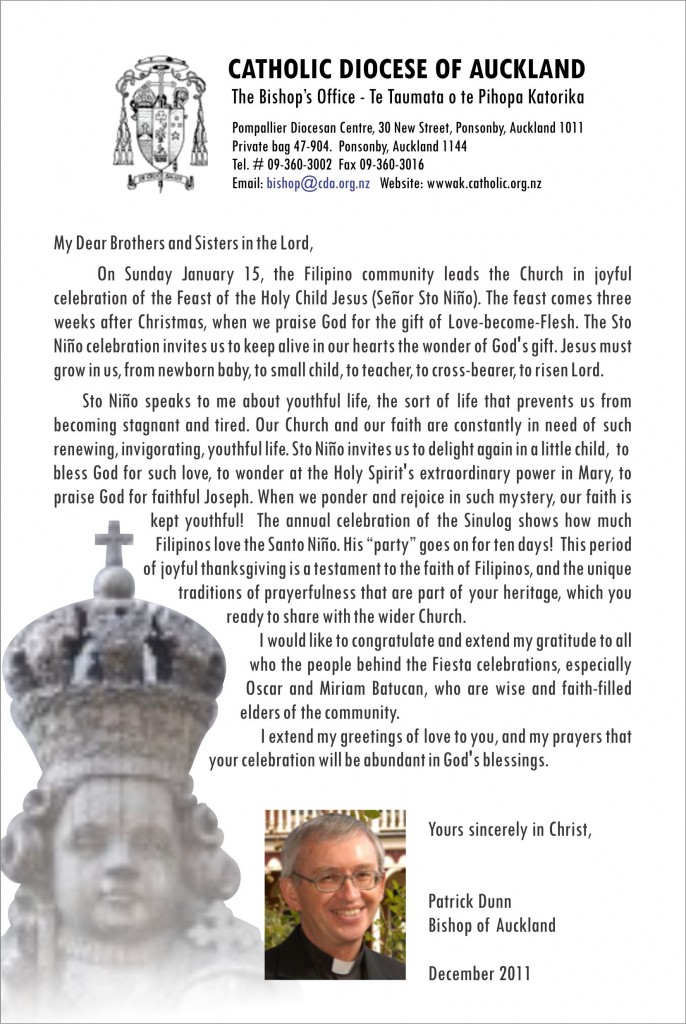 CATHOLIC DIOCESE OF AUCKLAND
The Bishop's Office - Te Taumata o te Pihopa Katorika
Pompallier Diocesan Centre, 30 New Street, Ponsonby, Auckland 1011
Private bag 47-904. Ponsonby, Auckland 1144
Tel. # 09-360-3002 Fax 09-360-3016
Email: bishop@cda.org.nz Website: wwwak.catholic.org.nz
My Dear Brothers and Sisters in the Lord,
On Sunday January 15, the Filipino community leads the Church in joyful
celebration of the Feast of the Holy Child Jesus (Señor Sto Niño). The feast comes three
weeks after Christmas, when we praise God for the gift of Love-become-Flesh. The Sto
Niño celebration invites us to keep alive in our hearts the wonder of God's gift. Jesus must
grow in us, from newborn baby, to small child, to teacher, to cross-bearer, to risen Lord.
Sto Niño speaks to me about youthful life, the sort of life that prevents us from
becoming stagnant and tired. Our Church and our faith are constantly in need of such
renewing, invigorating, youthful life. Sto Niño invites us to delight again in a little child, to
bless God for such love, to wonder at the Holy Spirit's extraordinary power in Mary, to
praise God for faithful Joseph. When we ponder and rejoice in such mystery, our faith is
kept youthful! The annual celebration of the Sinulog shows how much
Filipinos love the Santo Niño. His “party” goes on for ten days! This period
of joyful thanksgiving is a testament to the faith of Filipinos, and the unique
traditions of prayerfulness that are part of your heritage, which you
ready to share with the wider Church.
I would like to congratulate and extend my gratitude to all
who the people behind the Fiesta celebrations, especially
Oscar and Miriam Batucan, who are wise and faith-filled
elders of the community.
I extend my greetings of love to you, and my prayers that
your celebration will be abundant in God's blessings.
Yours sincerely in Christ,
Patrick Dunn
Bishop of Auckland
December 2011